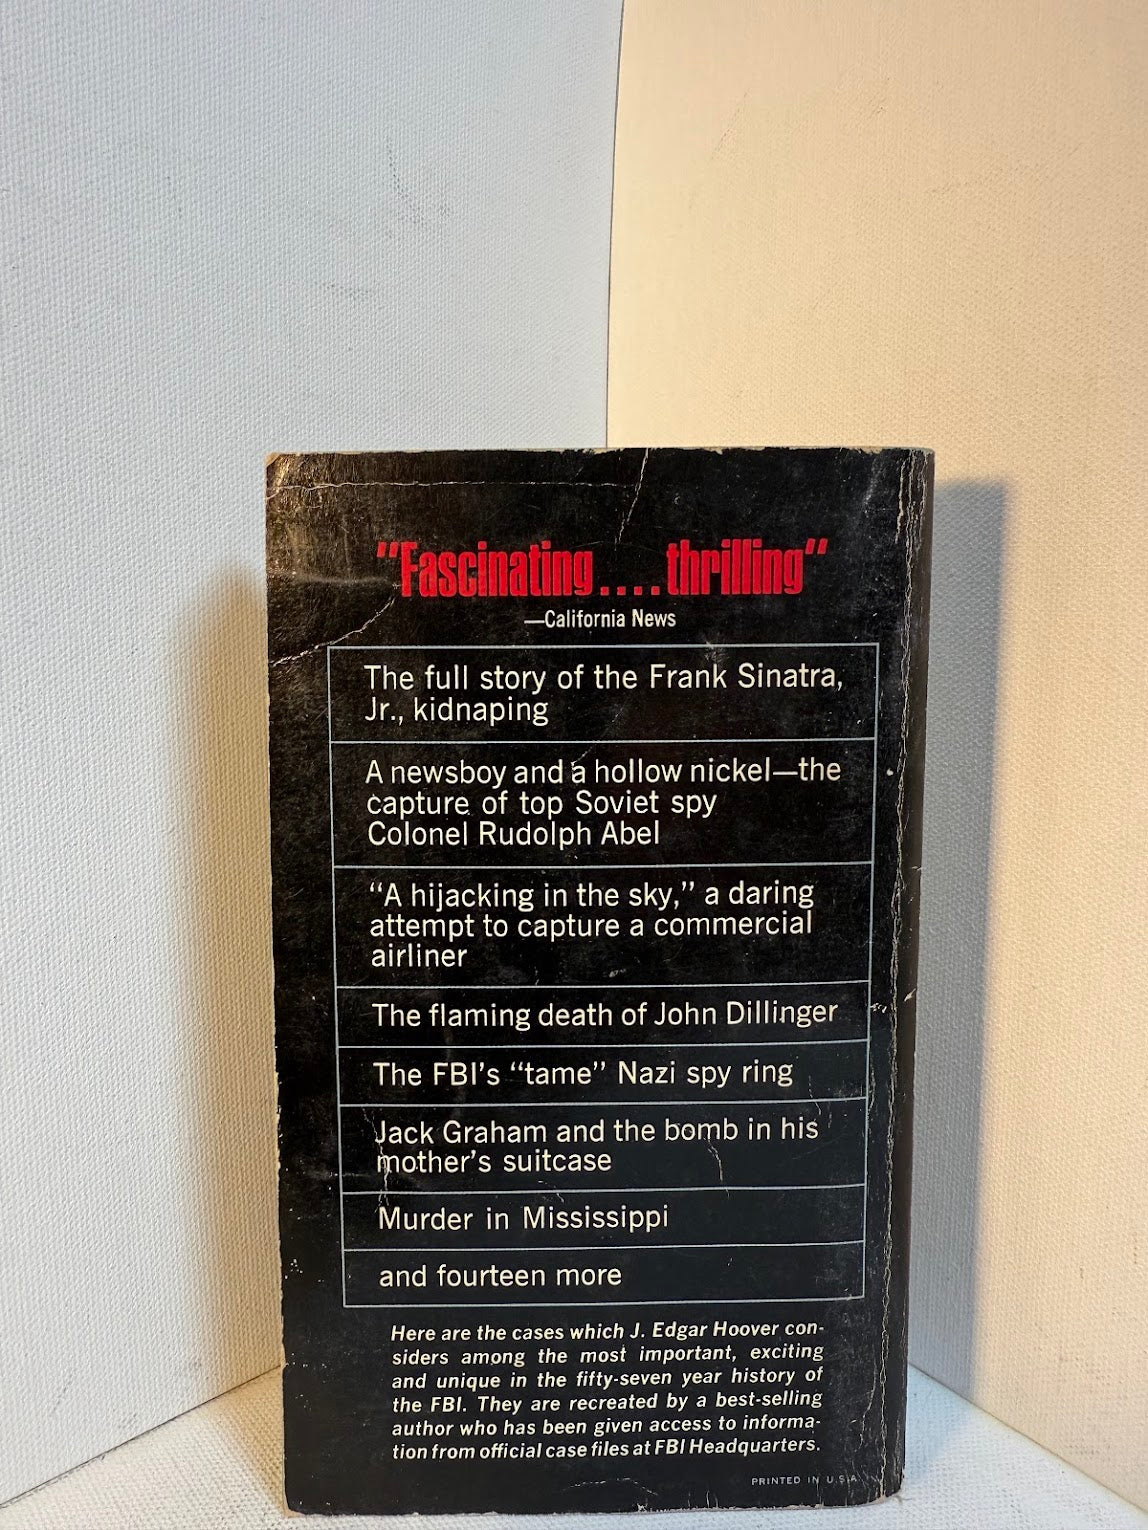 "Fascinating....thrilling"
—California News
The full story of the Frank Sinatra,
Jr., kidnaping
A newsboy and a hollow nickel—the
capture of top Soviet spy
Colonel Rudolph Abel
"A hijacking in the sky," a daring
attempt to capture a commercial
airliner
The flaming death of John Dillinger
The FBI's "tame" Nazi spy ring
Jack Graham and the bomb in his
mother's suitcase
Murder in Mississippi
and fourteen more
Here are the cases which J. Edgar Hoover con-
siders among the most important, exciting
and unique in the fifty-seven year history of
the FBI. They are recreated by a best-selling
author who has been given access to informa-
tion from official case files at FBI Headquarters.
PRINTED IN U.S.A.